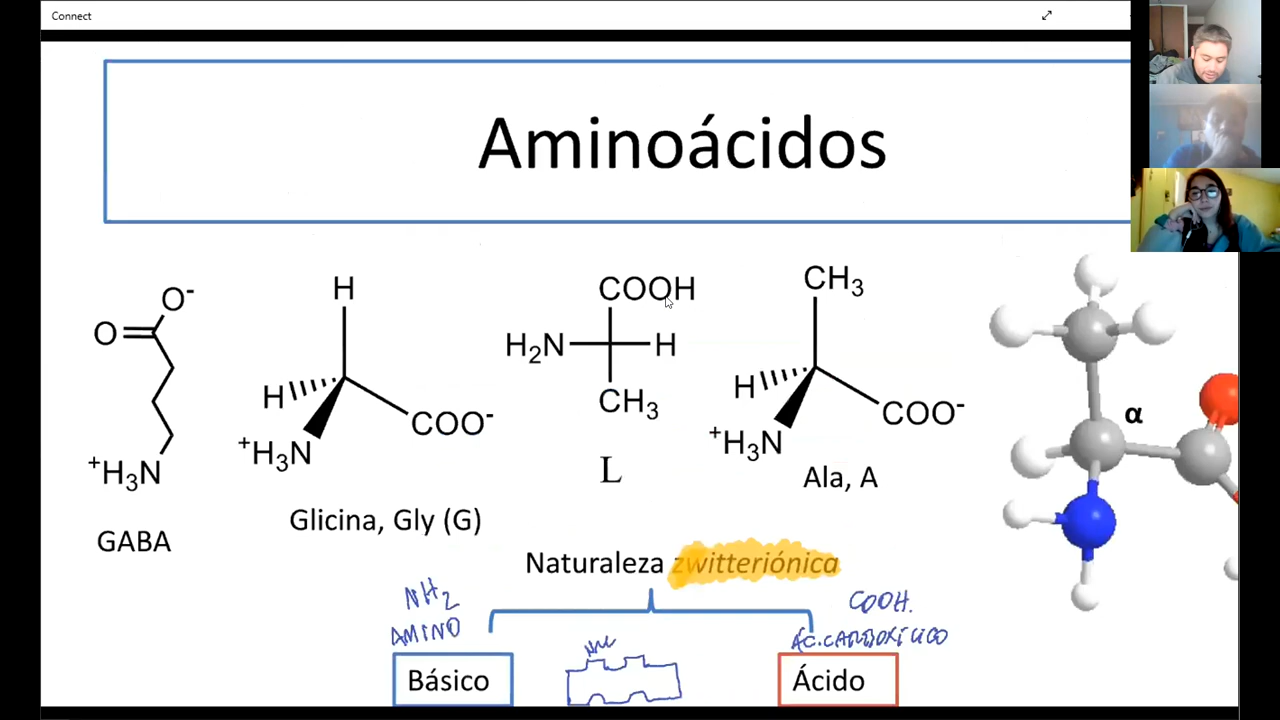 Connect
Aminoácidos
O-
O
+H3N
GABA
H
H
+H3N
COO-
Glicina, Gly (G)
COOH
H2N
H
CH3
L
CH3
H
+H3N
COO-
Ala, A
α
Naturaleza zwitteriónica
NH2
AMINO
Básico
COOH.
ÁC. CARBOXÍLICO
Ácido